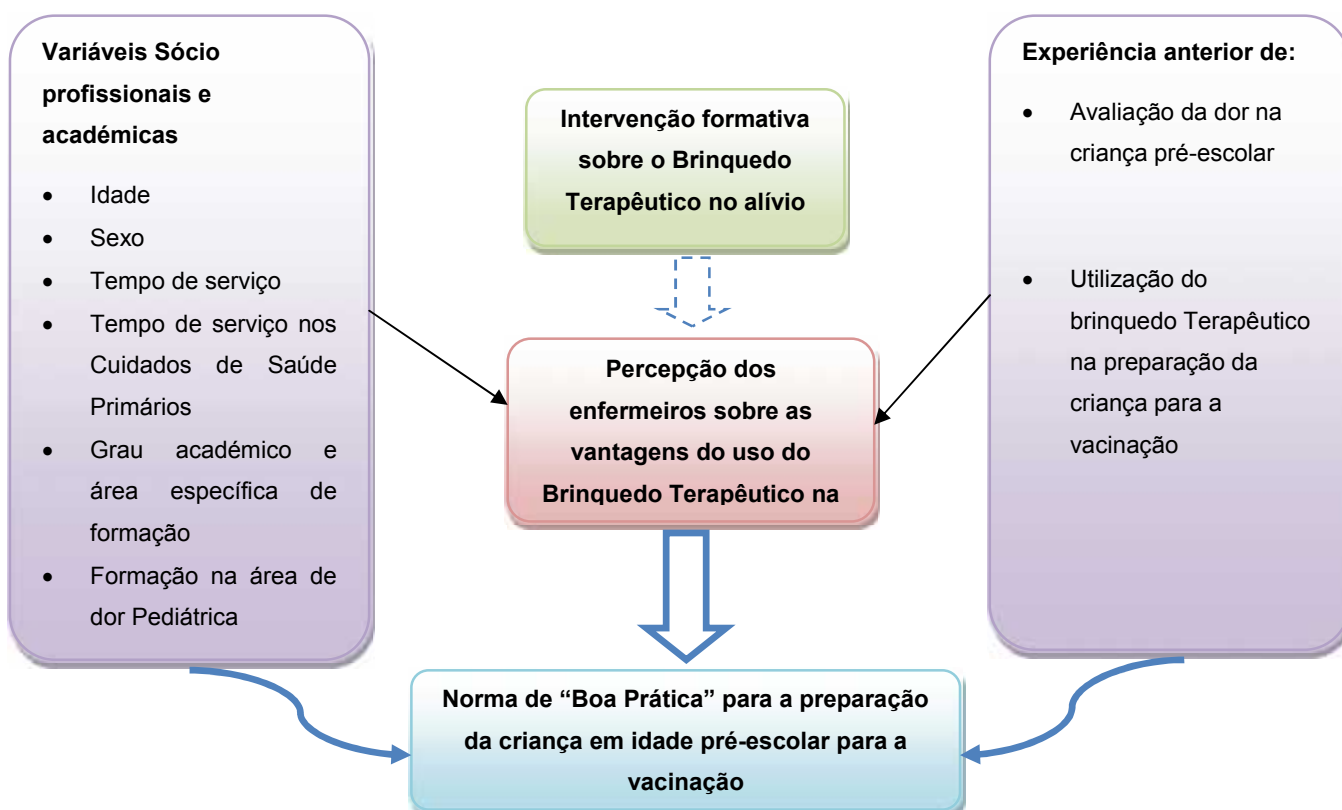 Variáveis Sócio
profissionais e
académicas
• Idade
• Sexo
• Tempo de serviço
• Tempo de serviço nos
Cuidados de Saúde
Primários
• Grau académico e
área específica de
formação
• Formação na área de
dor Pediátrica
Intervenção formativa
sobre o Brinquedo
Terapêutico no alívio
Percepção dos
enfermeiros sobre as
vantagens do uso do
Brinquedo Terapêutico na
Experiência anterior de:
• Avaliação da dor na
criança pré-escolar
• Utilização do
brinquedo Terapêutico
na preparação da
criança para a
vacinação
Norma de “Boa Prática” para a preparação
da criança em idade pré-escolar para a
vacinação